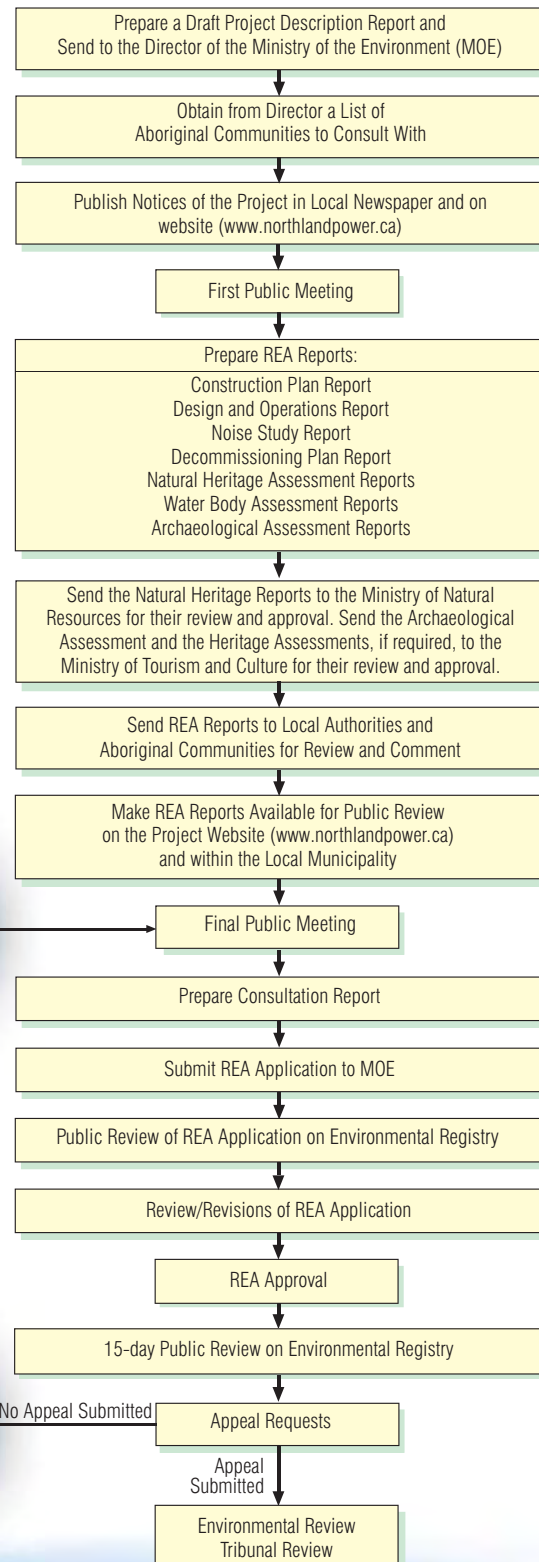 Prepare a Draft Project Description Report and
Send to the Director of the Ministry of the Environment (MOE)
Obtain from Director a List of
Aboriginal Communities to Consult With
Publish Notices of the Project in Local Newspaper and on
website (www.northlandpower.ca)
First Public Meeting
Prepare REA Reports:
Construction Plan Report
Design and Operations Report
Noise Study Report
Decommissioning Plan Report
Natural Heritage Assessment Reports
Water Body Assessment Reports
Archaeological Assessment Reports
Send the Natural Heritage Reports to the Ministry of Natural
Resources for their review and approval. Send the Archaeological
Assessment and the Heritage Assessments, if required, to the
Ministry of Tourism and Culture for their review and approval.
Send REA Reports to Local Authorities and
Aboriginal Communities for Review and Comment
Make REA Reports Available for Public Review
on the Project Website (www.northlandpower.ca)
and within the Local Municipality
Final Public Meeting
Prepare Consultation Report
Submit REA Application to MOE
Public Review of REA Application on Environmental Registry
Review/Revisions of REA Application
REA Approval
15-day Public Review on Environmental Registry
No Appeal Submitted
Appeal Requests
Appeal
Submitted
Environmental Review
Tribunal Review